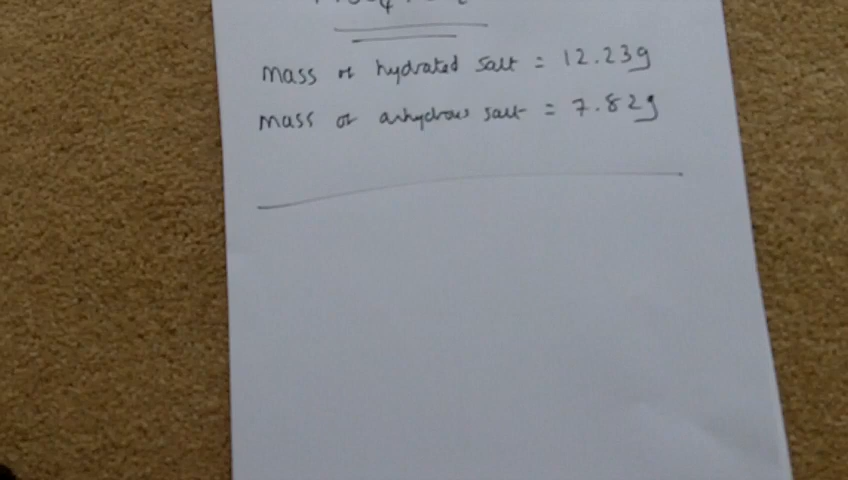 mass of hydrated salt = 12.23g
mass of anhydrous salt = 7.82g